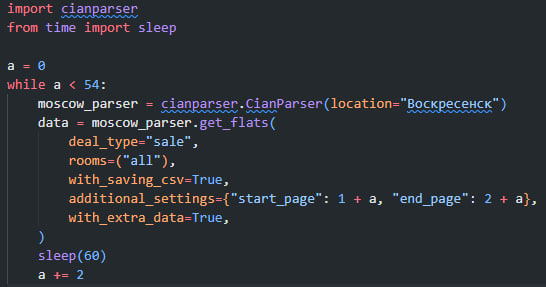 import cianparser
from time import sleep

a = 0
while a < 54:
    moscow_parser = cianparser.CianParser(location="Воскресенск")
    data = moscow_parser.get_flats(
        deal_type="sale",
        rooms=("all"),
        with_saving_csv=True,
        additional_settings={"start_page": 1 + a, "end_page": 2 + a},
        with_extra_data=True,
    )
    sleep(60)
    a += 2